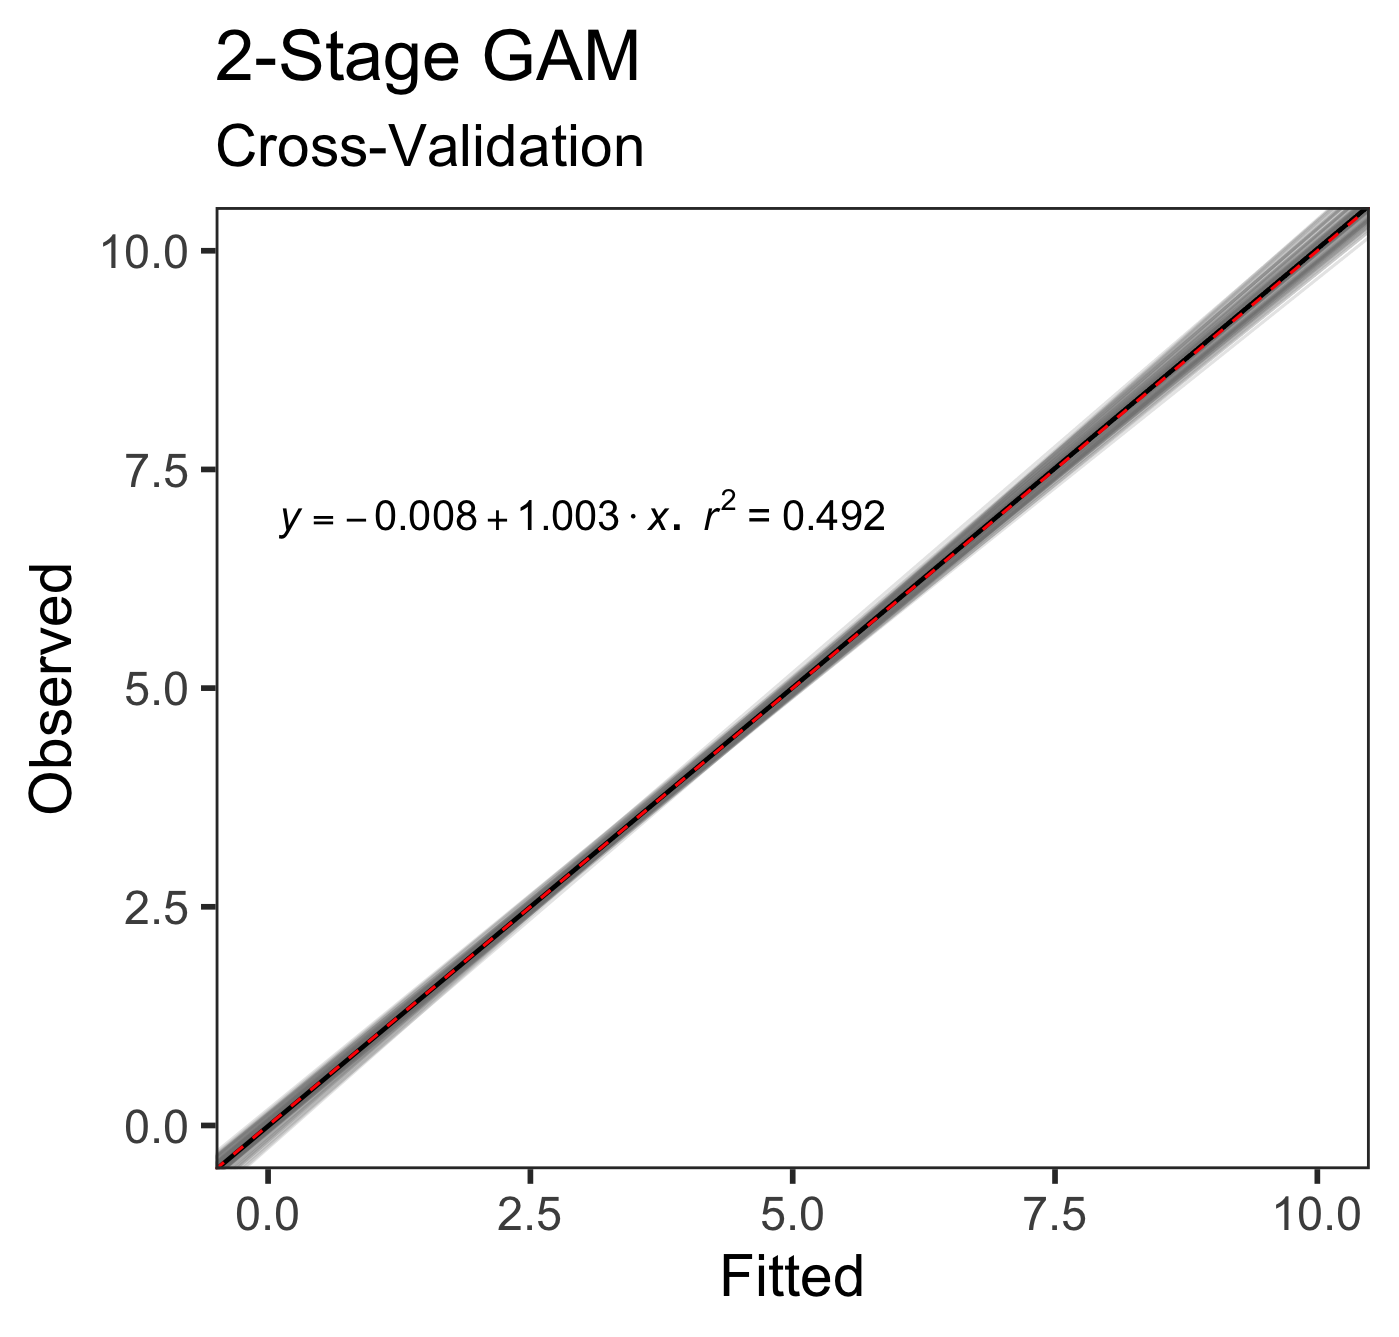 2-Stage GAM
Cross-Validation
10.0
7.5
y = −0.008 + 1.003 · x. r² = 0.492
Observed
5.0
2.5
0.0
0.0 2.5 5.0 7.5 10.0
Fitted